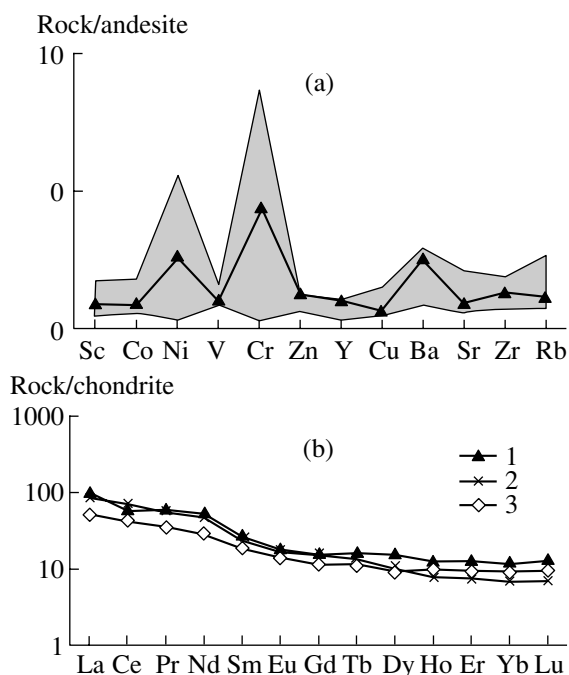 Rock/andesite
10
(a)
0
0
Sc Co Ni V Cr Zn Y Cu Ba Sr Zr Rb
Rock/chondrite
1000
(b)
1
100
2
3
10
1
La Ce Pr Nd Sm Eu Gd Tb Dy Ho Er Yb Lu